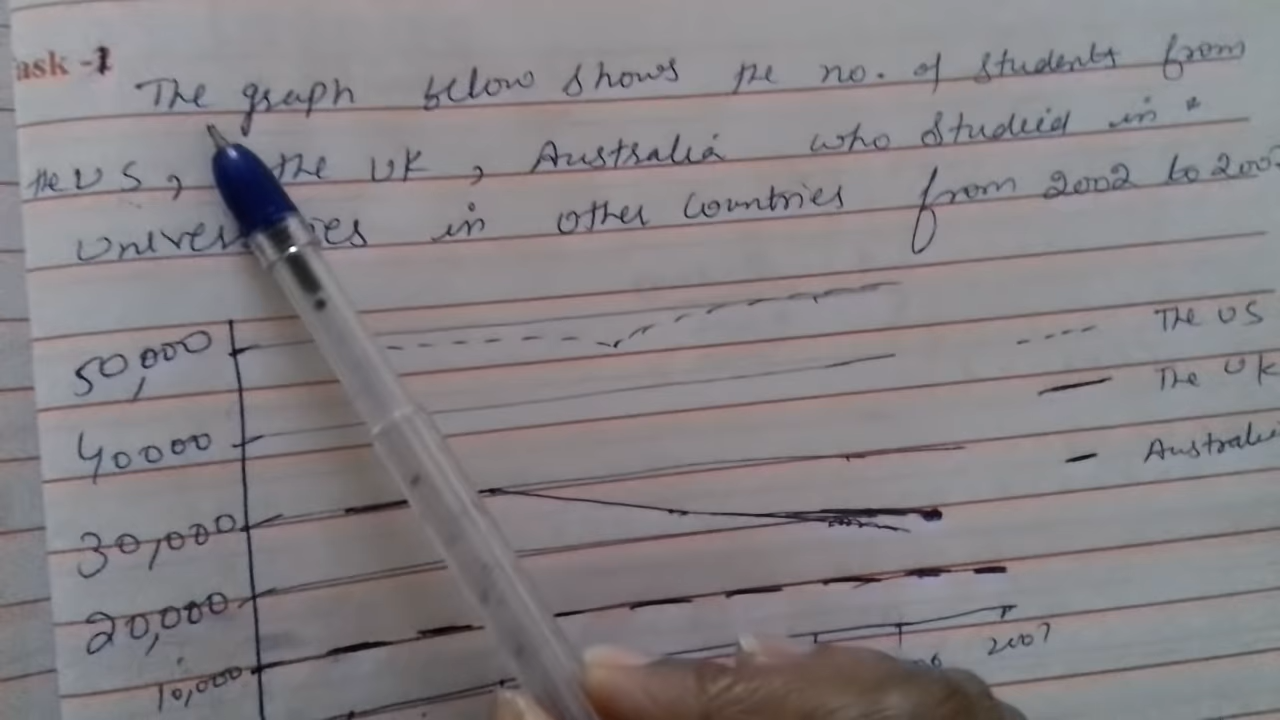 ask -1
The graph below shows the no. of students from
the US, the UK, Australia who studied in
in other countries from 2002 to
50,000
The US
The UK
40000
30,000
20,000
10,000
2007